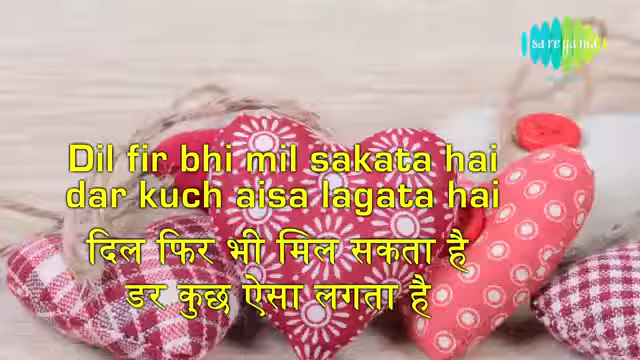 saregama
Dil fir bhi mil sakata hai
dar kuch aisa lagata hai
दिल फिर भी मिल सकता है
डर कुछ ऐसा लगता है